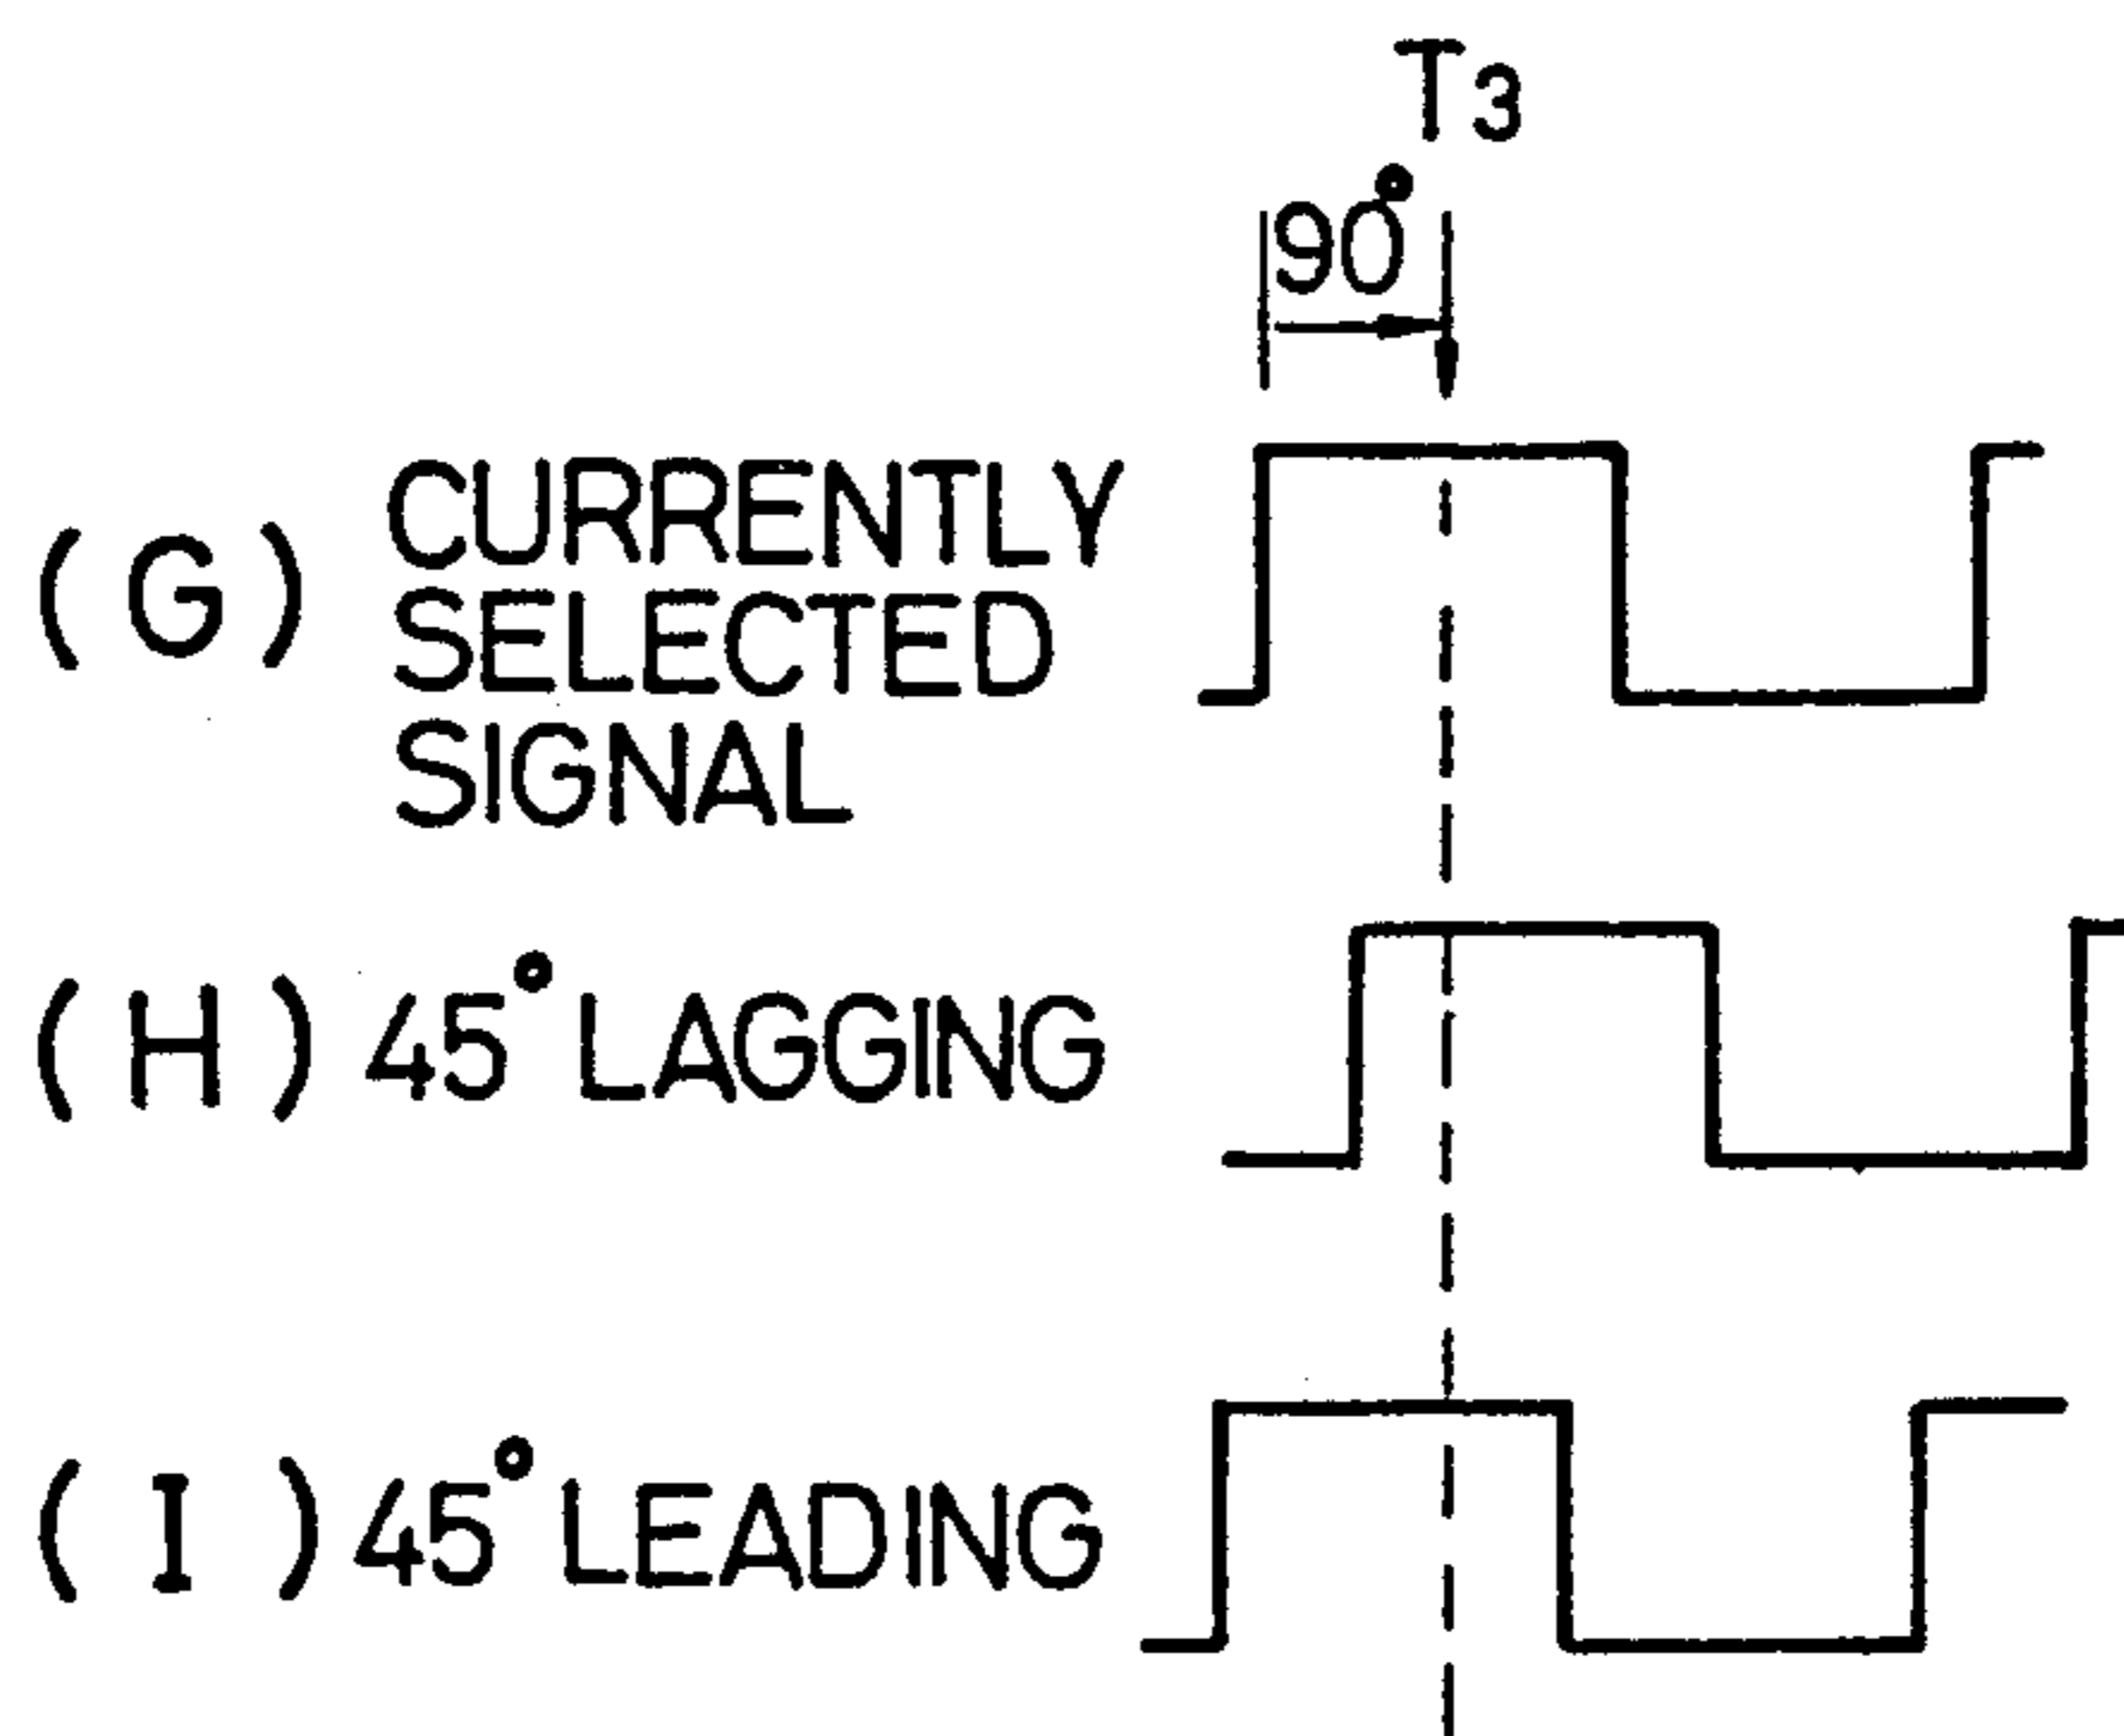 T3
90°
(G) CURRENTLY
SELECTED
SIGNAL
(H) 45° LAGGING
(I) 45° LEADING